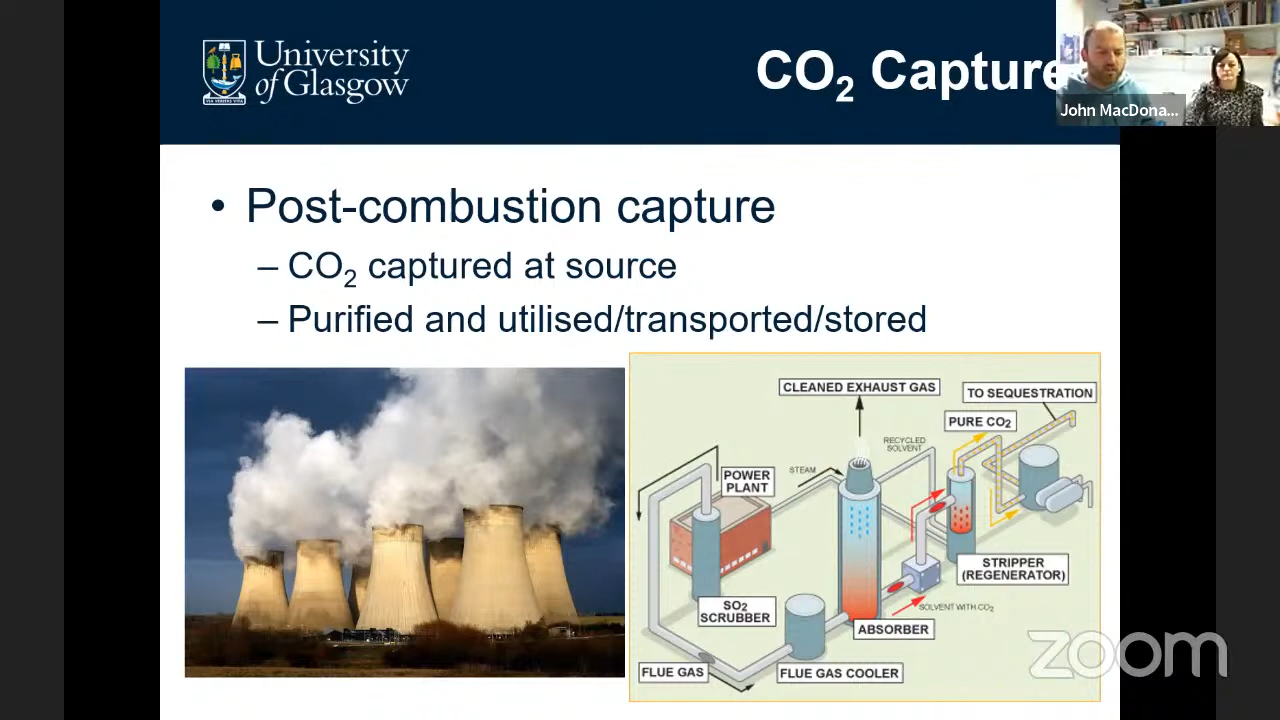 University
of Glasgow
VIA VERITAS VITA
CO2 Capture
John MacDona...
• Post-combustion capture
– CO2 captured at source
– Purified and utilised/transported/stored
CLEANED EXHAUST GAS
TO SEQUESTRATION
PURE CO2
RECYCLED
SOLVENT
STEAM
POWER
PLANT
STRIPPER
(REGENERATOR)
SO2
SCRUBBER
SOLVENT WITH CO2
ABSORBER
FLUE GAS
FLUE GAS COOLER
zoom